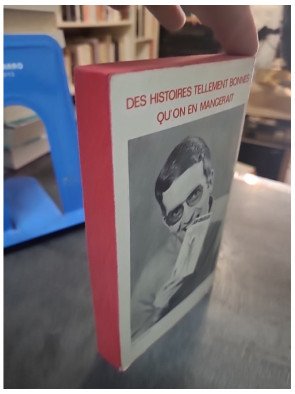 DES HISTOIRES TELLEMENT BONNES
QU'ON EN MANGERAIT